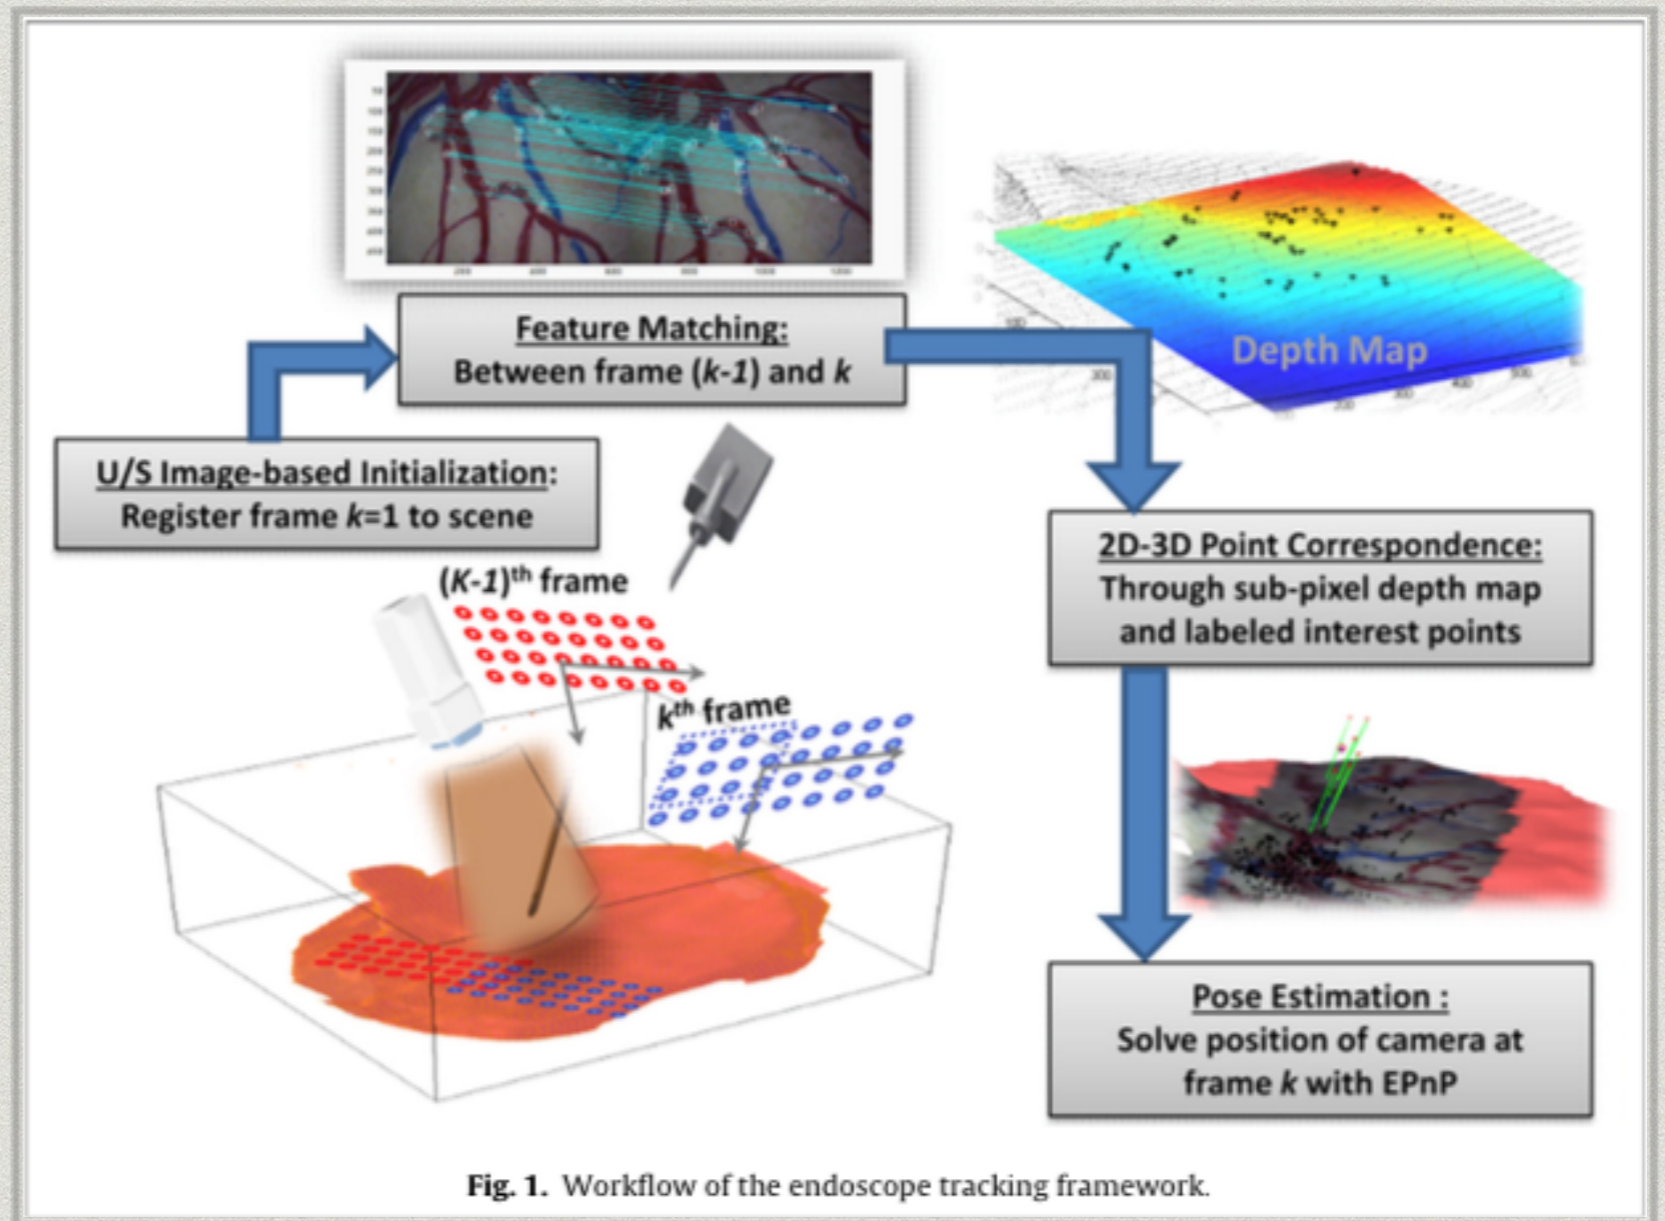 Feature Matching:
Between frame (k-1) and k
Depth Map
U/S Image-based Initialization:
Register frame k=1 to scene
(K-1)th frame
kth frame
2D-3D Point Correspondence:
Through sub-pixel depth map
and labeled interest points
Pose Estimation :
Solve position of camera at
frame k with EPnP
Fig. 1. Workflow of the endoscope tracking framework.